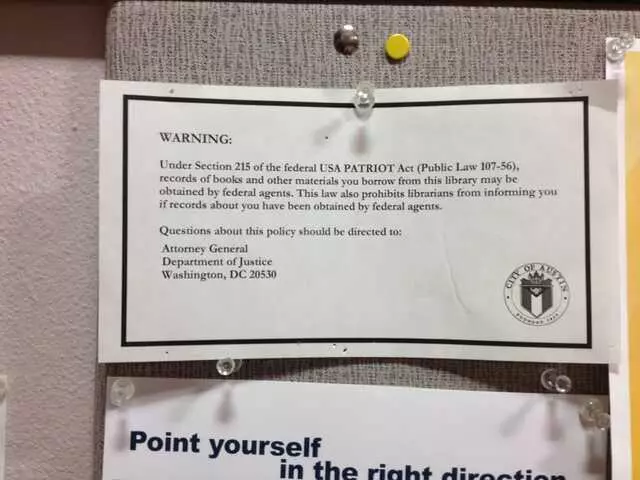 WARNING:
Under Section 215 of the federal USA PATRIOT Act (Public Law 107-56),
records of books and other materials you borrow from this library may be
obtained by federal agents. This law also prohibits librarians from informing you
if records about you have been obtained by federal agents.
Questions about this policy should be directed to:
Attorney General
Department of Justice
Washington, DC 20530
CITY OF AUSTIN
FOUNDED 1839
Point yourself
in the right direction